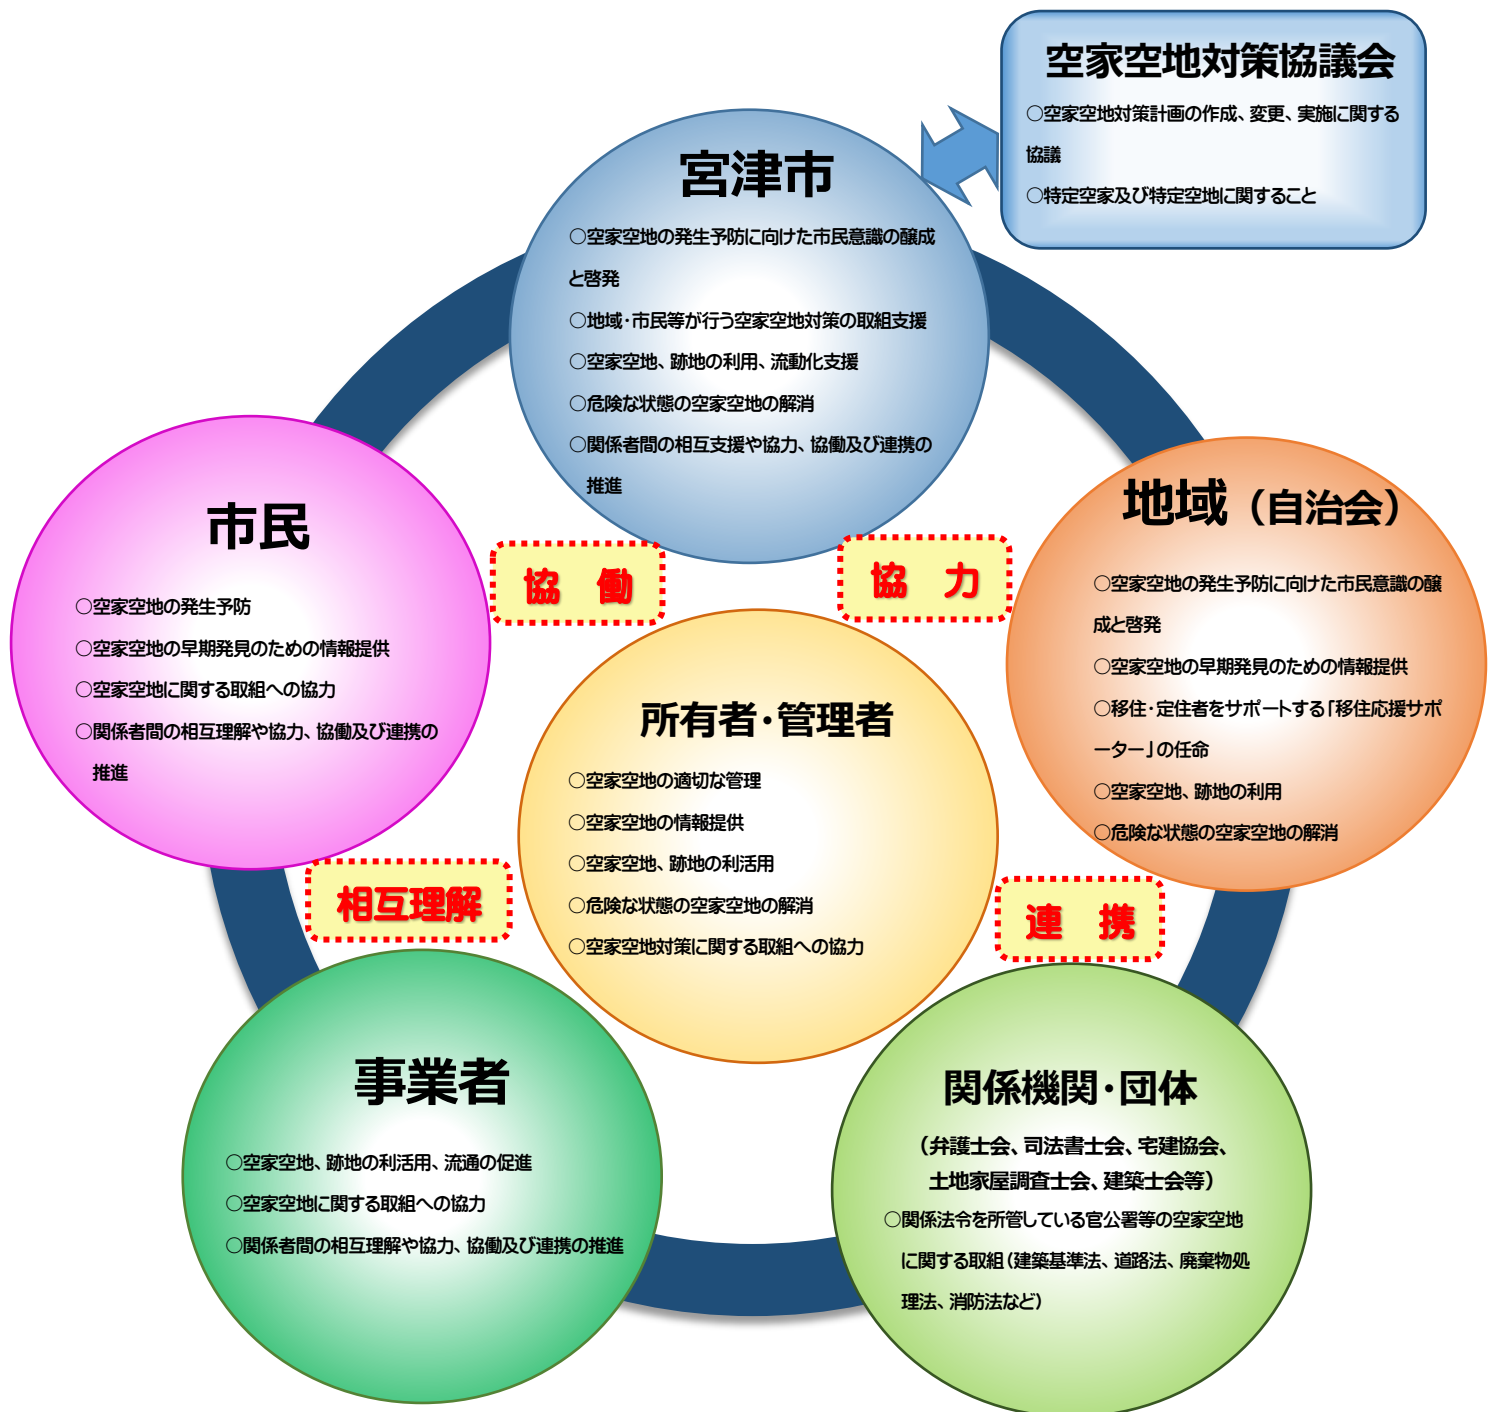 空家空地対策協議会
○空家空地対策計画の作成、変更、実施に関する
協議
○特定空家及び特定空地に関すること
宮津市
○空家空地の発生予防に向けた市民意識の醸成
と啓発
○地域・市民等が行う空家空地対策の取組支援
○空家空地、跡地の利用、流動化支援
○危険な状態の空家空地の解消
○関係者間の相互支援や協力、協働及び連携の
推進
市民
○空家空地の発生予防
○空家空地の早期発見のための情報提供
○空家空地に関する取組への協力
○関係者間の相互理解や協力、協働及び連携の
推進
地域（自治会）
○空家空地の発生予防に向けた市民意識の醸
成と啓発
○空家空地の早期発見のための情報提供
○移住・定住者をサポートする「移住応援サポ
ーター」の任命
○空家空地、跡地の利用
○危険な状態の空家空地の解消
協　働
協　力
所有者・管理者
○空家空地の適切な管理
○空家空地の情報提供
○空家空地、跡地の利活用
○危険な状態の空家空地の解消
○空家空地対策に関する取組への協力
相互理解
連　携
事業者
○空家空地、跡地の利活用、流通の促進
○空家空地に関する取組への協力
○関係者間の相互理解や協力、協働及び連携の推進
関係機関・団体
（弁護士会、司法書士会、宅建協会、
土地家屋調査士会、建築士会等）
○関係法令を所管している官公署等の空家空地
に関する取組（建築基準法、道路法、廃棄物処
理法、消防法など）